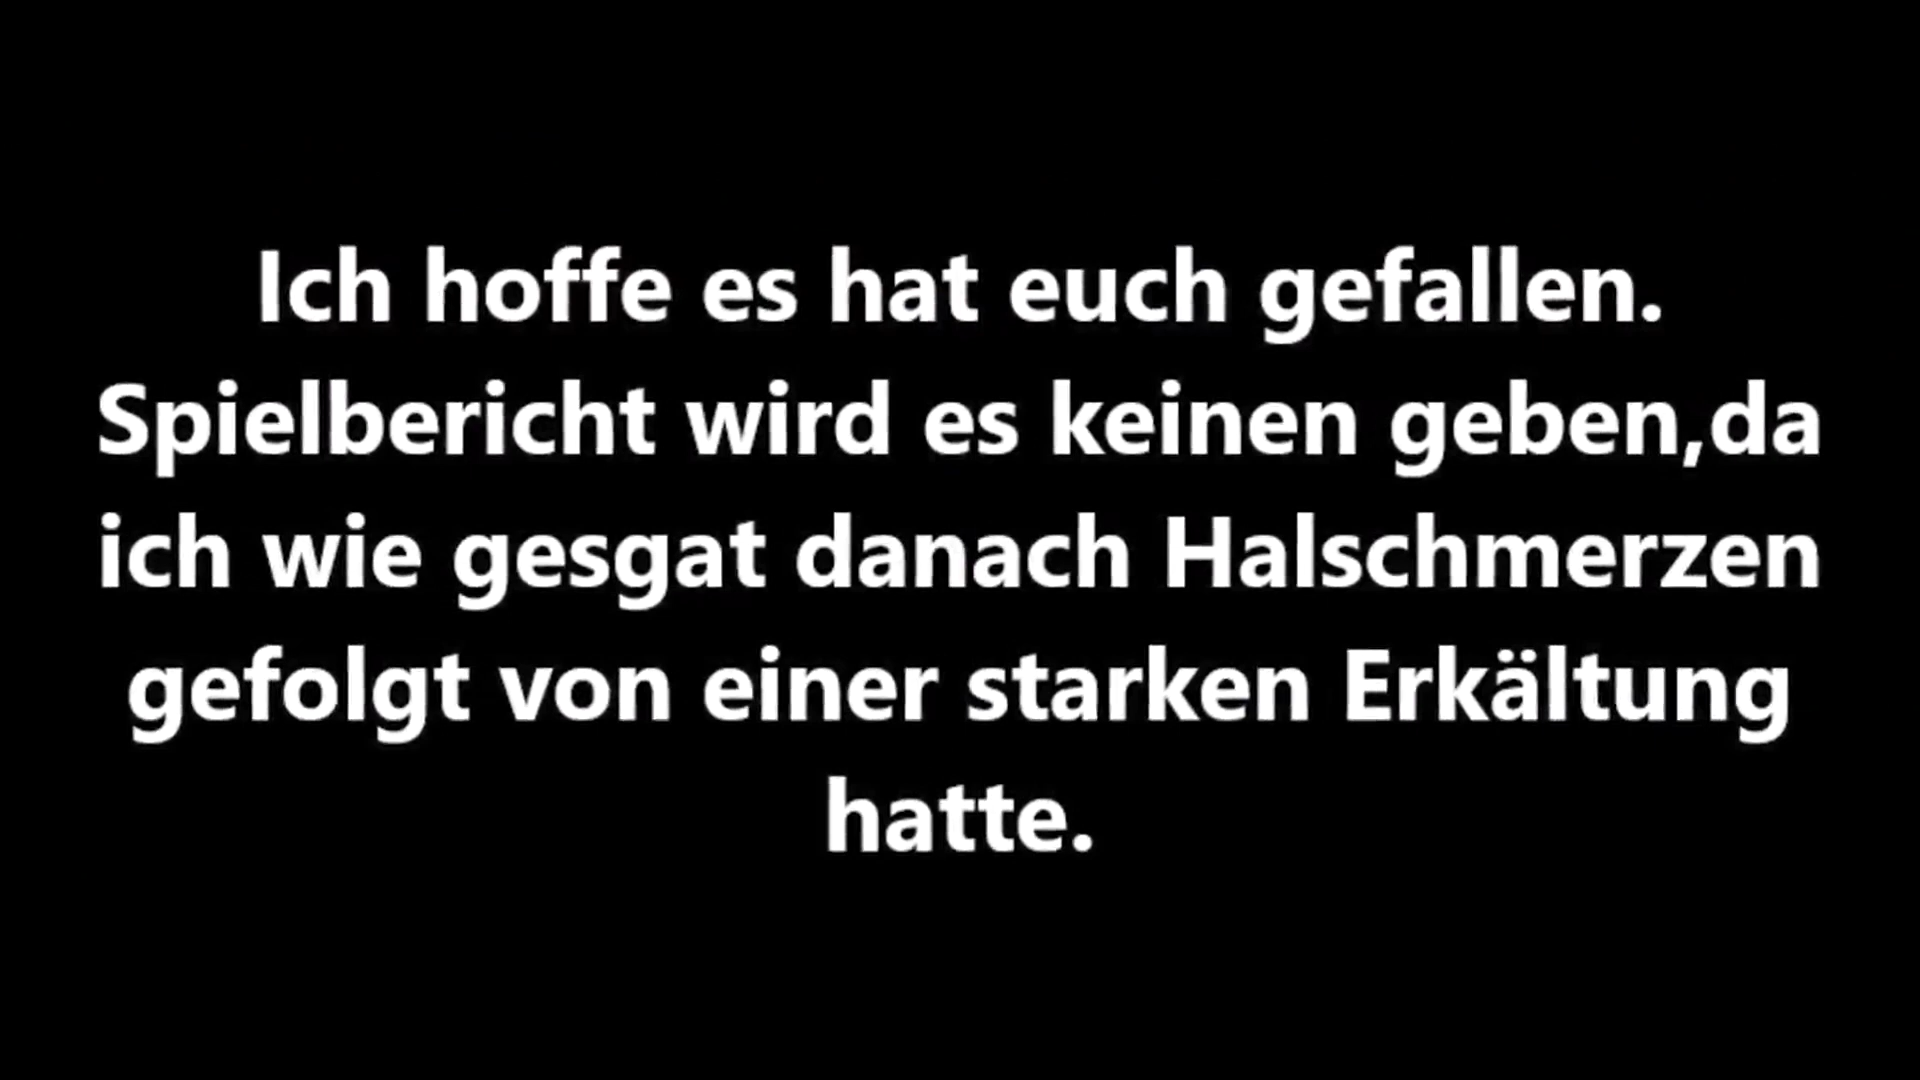 Ich hoffe es hat euch gefallen.
Spielbericht wird es keinen geben,da
ich wie gesgat danach Halschmerzen
gefolgt von einer starken Erkältung
hatte.